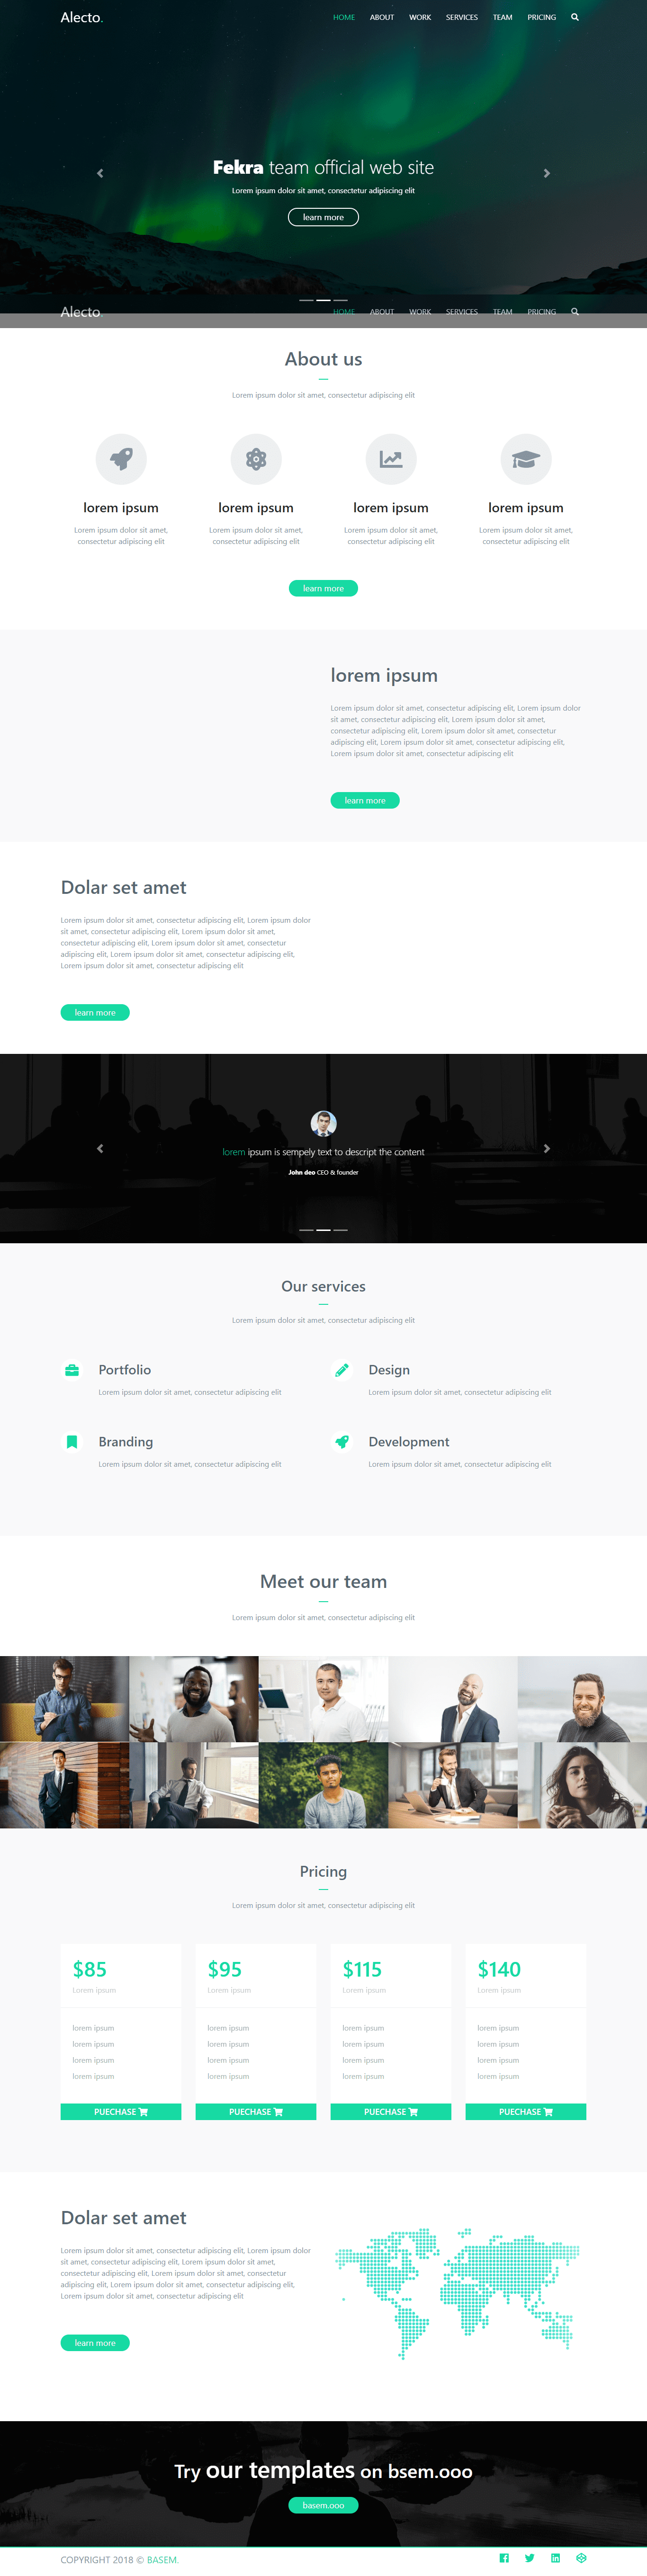 Alecto.
HOME ABOUT WORK SERVICES TEAM PRICING
Fekra team official web site
Lorem ipsum dolor sit amet, consectetur adipiscing elit
learn more
Alecto.
HOME ABOUT WORK SERVICES TEAM PRICING
About us
Lorem ipsum dolor sit amet, consectetur adipiscing elit
lorem ipsum
Lorem ipsum dolor sit amet,
consectetur adipiscing elit
lorem ipsum
Lorem ipsum dolor sit amet,
consectetur adipiscing elit
lorem ipsum
Lorem ipsum dolor sit amet,
consectetur adipiscing elit
lorem ipsum
Lorem ipsum dolor sit amet,
consectetur adipiscing elit
learn more
lorem ipsum
Lorem ipsum dolor sit amet, consectetur adipiscing elit, Lorem ipsum dolor
sit amet, consectetur adipiscing elit, Lorem ipsum dolor sit amet,
consectetur adipiscing elit, Lorem ipsum dolor sit amet, consectetur
adipiscing elit, Lorem ipsum dolor sit amet, consectetur adipiscing elit,
Lorem ipsum dolor sit amet, consectetur adipiscing elit
learn more
Dolar set amet
Lorem ipsum dolor sit amet, consectetur adipiscing elit, Lorem ipsum dolor
sit amet, consectetur adipiscing elit, Lorem ipsum dolor sit amet,
consectetur adipiscing elit, Lorem ipsum dolor sit amet, consectetur
adipiscing elit, Lorem ipsum dolor sit amet, consectetur adipiscing elit,
Lorem ipsum dolor sit amet, consectetur adipiscing elit
learn more
lorem ipsum is sempely text to descript the content
John deo CEO & founder
Our services
Lorem ipsum dolor sit amet, consectetur adipiscing elit
Portfolio
Lorem ipsum dolor sit amet, consectetur adipiscing elit
Design
Lorem ipsum dolor sit amet, consectetur adipiscing elit
Branding
Lorem ipsum dolor sit amet, consectetur adipiscing elit
Development
Lorem ipsum dolor sit amet, consectetur adipiscing elit
Meet our team
Lorem ipsum dolor sit amet, consectetur adipiscing elit
Pricing
Lorem ipsum dolor sit amet, consectetur adipiscing elit
$85
Lorem ipsum
lorem ipsum
lorem ipsum
lorem ipsum
lorem ipsum
PUECHASE
$95
Lorem ipsum
lorem ipsum
lorem ipsum
lorem ipsum
lorem ipsum
PUECHASE
$115
Lorem ipsum
lorem ipsum
lorem ipsum
lorem ipsum
lorem ipsum
PUECHASE
$140
Lorem ipsum
lorem ipsum
lorem ipsum
lorem ipsum
lorem ipsum
PUECHASE
Dolar set amet
Lorem ipsum dolor sit amet, consectetur adipiscing elit, Lorem ipsum dolor
sit amet, consectetur adipiscing elit, Lorem ipsum dolor sit amet,
consectetur adipiscing elit, Lorem ipsum dolor sit amet, consectetur
adipiscing elit, Lorem ipsum dolor sit amet, consectetur adipiscing elit,
Lorem ipsum dolor sit amet, consectetur adipiscing elit
learn more
Try our templates on bsem.ooo
basem.ooo
COPYRIGHT 2018 © BASEM.